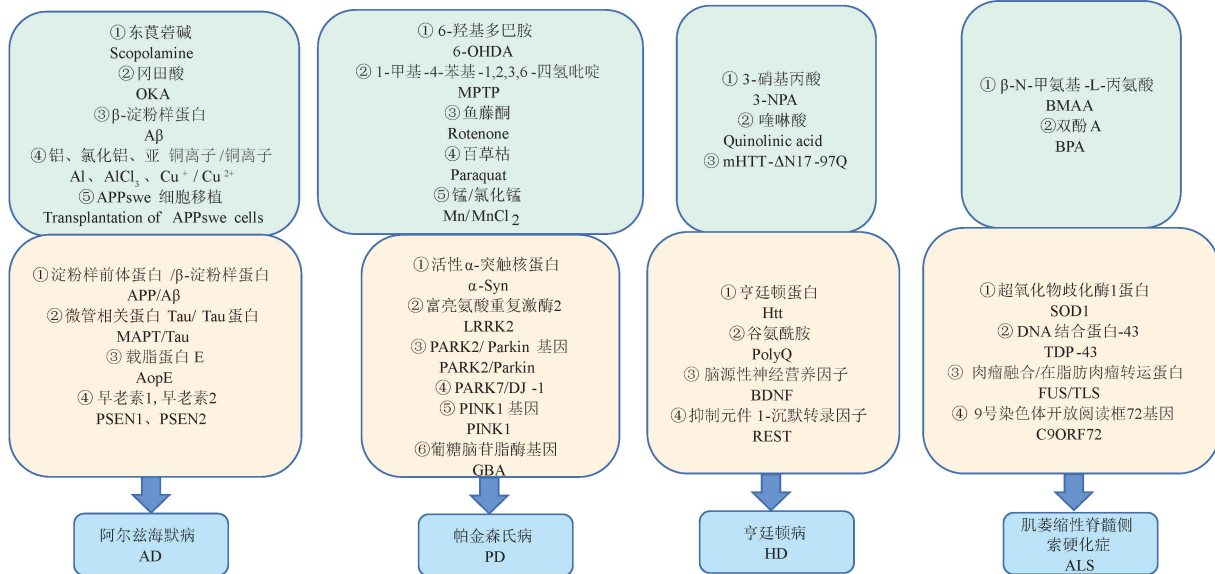 ①东莨菪碱
Scopolamine
②冈田酸
OKA
③β-淀粉样蛋白
Aβ
④铝、氯化铝、亚 铜离子/铜离子
Al、AlCl₃、Cu⁺/Cu²⁺
⑤APPswe 细胞移植
Transplantation of APPswe cells
①淀粉样前体蛋白 /β-淀粉样蛋白
APP/Aβ
②微管相关蛋白 Tau/ Tau蛋白
MAPT/Tau
③载脂蛋白 E
AopE
④ 早老素1, 早老素2
PSEN1、PSEN2
阿尔兹海默病
AD
① 6-羟基多巴胺
6-OHDA
② 1-甲基-4-苯基-1,2,3,6-四氢吡啶
MPTP
③鱼藤酮
Rotenone
④百草枯
Paraquat
⑤锰/氯化锰
Mn/MnCl₂
①活性α-突触核蛋白
α-Syn
②富亮氨酸重复激酶2
LRRK2
③PARK2/ Parkin 基因
PARK2/Parkin
④ PARK7/DJ -1
⑤ PINK1 基因
PINK1
⑥葡糖脑苷脂酶基因
GBA
帕金森氏病
PD
① 3-硝基丙酸
3-NPA
② 喹啉酸
Quinolinic acid
③ mHTT-ΔN17-97Q
①亨廷顿蛋白
Htt
②谷氨酰胺
PolyQ
③ 脑源性神经营养因子
BDNF
④抑制元件 1-沉默转录因子
REST
亨廷顿病
HD
① β-N-甲氨基-L-丙氨酸
BMAA
②双酚A
BPA
①超氧化物歧化酶1蛋白
SOD1
② DNA结合蛋白-43
TDP-43
③ 肉瘤融合/在脂肪肉瘤转运蛋白
FUS/TLS
④ 9号染色体开放阅读框72基因
C9ORF72
肌萎缩性脊髓侧
索硬化症
ALS